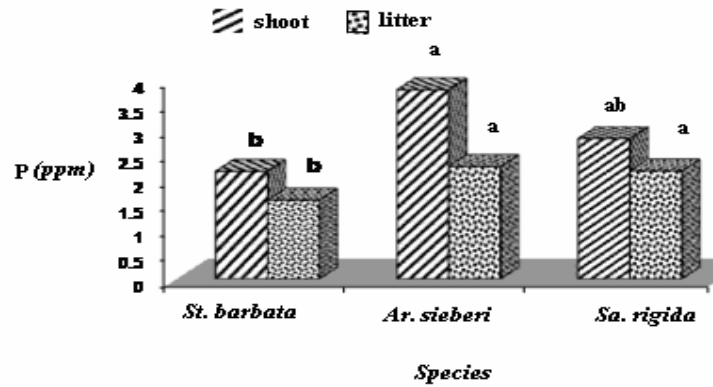 shoot litter
a
4
3.5
3
2.5
2
1.5
1
0.5
0
P (ppm)
b
b
a
ab
a
St. barbata Ar. sieberi Sa. rigida
Species